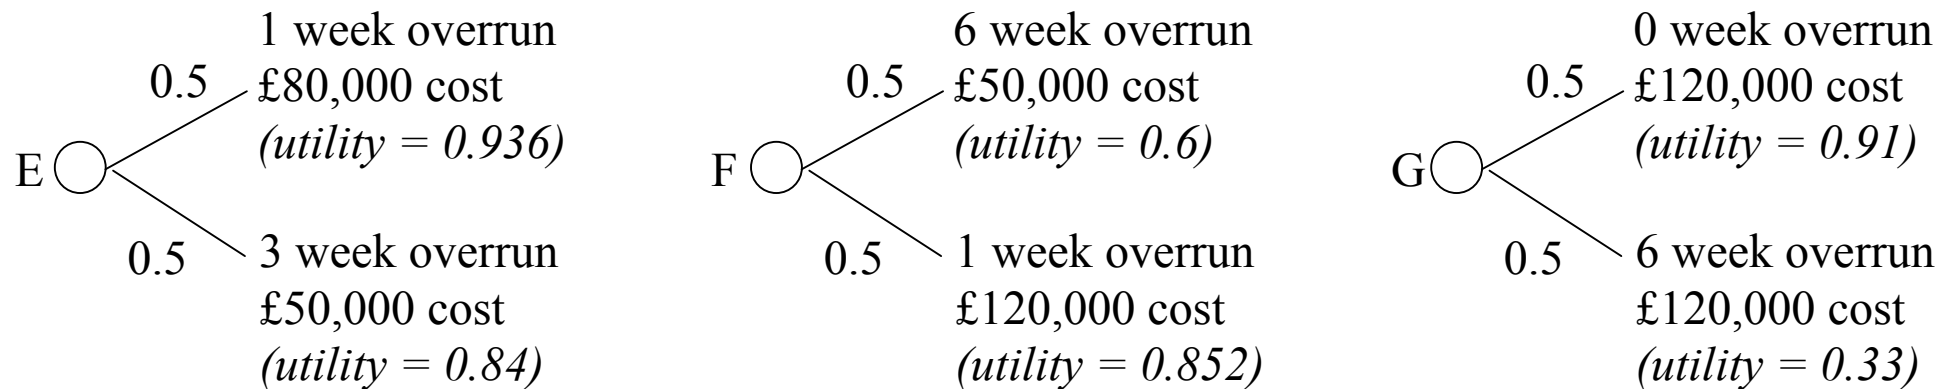 1 week overrun
0.5
£80,000 cost
(utility = 0.936)
E
0.5
3 week overrun
£50,000 cost
(utility = 0.84)
6 week overrun
0.5
£50,000 cost
(utility = 0.6)
F
0.5
1 week overrun
£120,000 cost
(utility = 0.852)
0 week overrun
0.5
£120,000 cost
(utility = 0.91)
G
0.5
6 week overrun
£120,000 cost
(utility = 0.33)